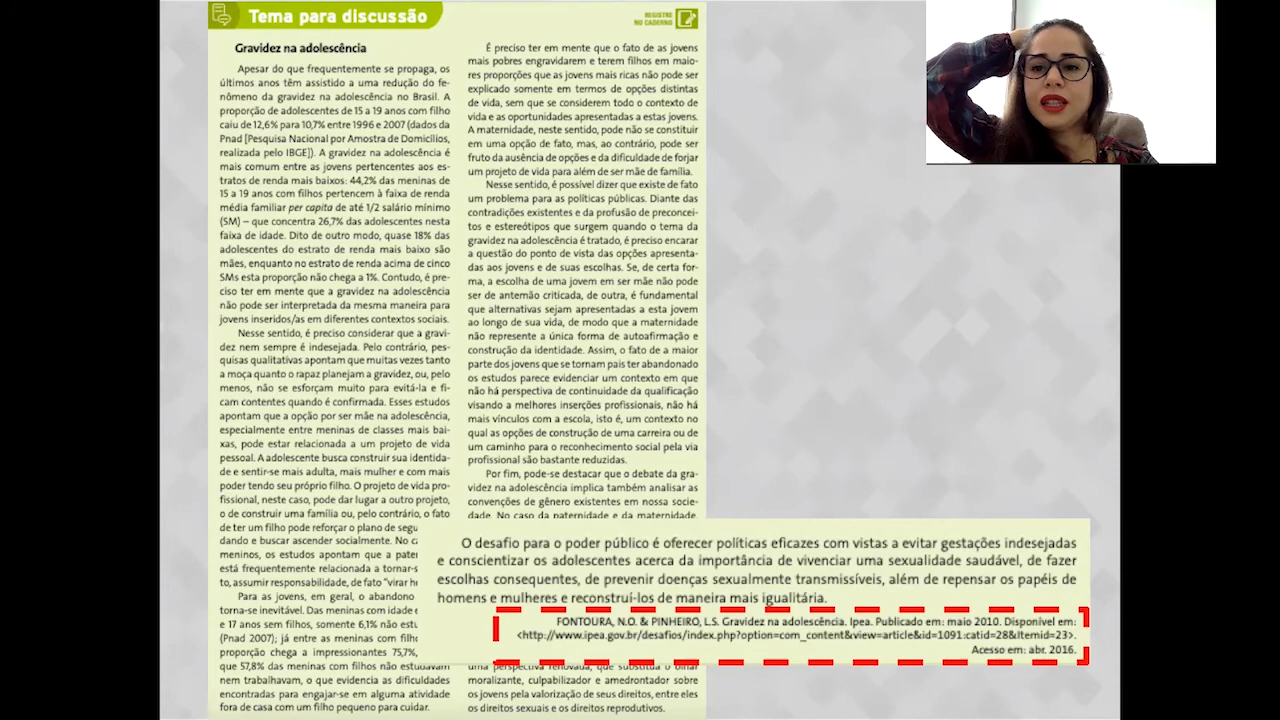 Tema para discussão
REGISTRE
NO CADERNO
Gravidez na adolescência
Apesar do que frequentemente se propaga, os
últimos anos têm assistido a uma redução do fe-
nômeno da gravidez na adolescência no Brasil. A
proporção de adolescentes de 15 a 19 anos com filho
caiu de 12,6% para 10,7% entre 1996 e 2007 (dados da
Pnad [Pesquisa Nacional por Amostra de Domicílios,
realizada pelo IBGE]). A gravidez na adolescência é
mais comum entre as jovens pertencentes aos es-
tratos de renda mais baixos: 44,2% das meninas de
15 a 19 anos com filhos pertencem à faixa de renda
média familiar per capita de até 1/2 salário mínimo
(SM) – que concentra 26,7% das adolescentes nesta
faixa de idade. Dito de outro modo, quase 18% das
adolescentes do estrato de renda mais baixo são
mães, enquanto no estrato de renda acima de cinco
SMs esta proporção não chega a 1%. Contudo, é pre-
ciso ter em mente que a gravidez na adolescência
não pode ser interpretada da mesma maneira para
jovens inseridos/as em diferentes contextos sociais.
Nesse sentido, é preciso considerar que a gravi-
dez nem sempre é indesejada. Pelo contrário, pes-
quisas qualitativas apontam que muitas vezes tanto
a moça quanto o rapaz planejam a gravidez, ou, pelo
menos, não se esforçam muito para evitá-la e fi-
cam contentes quando é confirmada. Esses estudos
apontam que a opção por ser mãe na adolescência,
especialmente entre meninas de classes mais bai-
xas, pode estar relacionada a um projeto de vida
pessoal. A adolescente busca construir sua identida-
de e sentir-se mais adulta, mais mulher e com mais
poder tendo seu próprio filho. O projeto de vida pro-
fissional, neste caso, pode dar lugar a outro projeto,
o de construir uma família ou, pelo contrário, o fato
de ter um filho pode reforçar o plano de segu
dando e buscar ascender socialmente. No ca
meninos, os estudos apontam que a pater
está frequentemente relacionada a tornar-s
to, assumir responsabilidade, de fato "virar h
Para as jovens, em geral, o abandono
torna-se inevitável. Das meninas com idade e
e 17 anos sem filhos, somente 6,1% não estu
(Pnad 2007); já entre as meninas com filho
proporção chega a impressionantes 75,7%,
que 57,8% das meninas com filhos não estudavam
nem trabalhavam, o que evidencia as dificuldades
encontradas para engajar-se em alguma atividade
fora de casa com um filho pequeno para cuidar.
É preciso ter em mente que o fato de as jovens
mais pobres engravidarem e terem filhos em maio-
res proporções que as jovens mais ricas não pode ser
explicado somente em termos de opções distintas
de vida, sem que se considerem todo o contexto de
vida e as oportunidades apresentadas a estas jovens.
A maternidade, neste sentido, pode não se constituir
em uma opção de fato, mas, ao contrário, pode ser
fruto da ausência de opções e da dificuldade de forjar
um projeto de vida para além de ser mãe de família.
Nesse sentido, é possível dizer que existe de fato
um problema para as políticas públicas. Diante das
contradições existentes e da profusão de preconcei-
tos e estereótipos que surgem quando o tema da
gravidez na adolescência é tratado, é preciso encarar
a questão do ponto de vista das opções apresenta-
das aos jovens e de suas escolhas. Se, de certa for-
ma, a escolha de uma jovem em ser mãe não pode
ser de antemão criticada, de outra, é fundamental
que alternativas sejam apresentadas a esta jovem
ao longo de sua vida, de modo que a maternidade
não represente a única forma de autoafirmação e
construção da identidade. Assim, o fato de a maior
parte dos jovens que se tornam pais ter abandonado
os estudos parece evidenciar um contexto em que
não há perspectiva de continuidade da qualificação
visando a melhores inserções profissionais, não há
mais vínculos com a escola, isto é, um contexto no
qual as opções de construção de uma carreira ou de
um caminho para o reconhecimento social pela via
profissional são bastante reduzidas.
Por fim, pode-se destacar que o debate da gra-
videz na adolescência implica também analisar as
convenções de gênero existentes em nossa socie-
dade. No caso da paternidade e da maternidade,
uma perspectiva renovada, que substitua o olhar
moralizante, culpabilizador e amedrontador sobre
os jovens pela valorização de seus direitos, entre eles
os direitos sexuais e os direitos reprodutivos.
O desafio para o poder público é oferecer políticas eficazes com vistas a evitar gestações indesejadas
e conscientizar os adolescentes acerca da importância de vivenciar uma sexualidade saudável, de fazer
escolhas consequentes, de prevenir doenças sexualmente transmissíveis, além de repensar os papéis de
homens e mulheres e reconstruí-los de maneira mais igualitária.
FONTOURA, N.O. & PINHEIRO, L.S. Gravidez na adolescência. Ipea. Publicado em: maio 2010. Disponível em:
<http://www.ipea.gov.br/desafios/index.php?option=com_content&view=article&id=1091:catid=28&Itemid=23>.
Acesso em: abr. 2016.